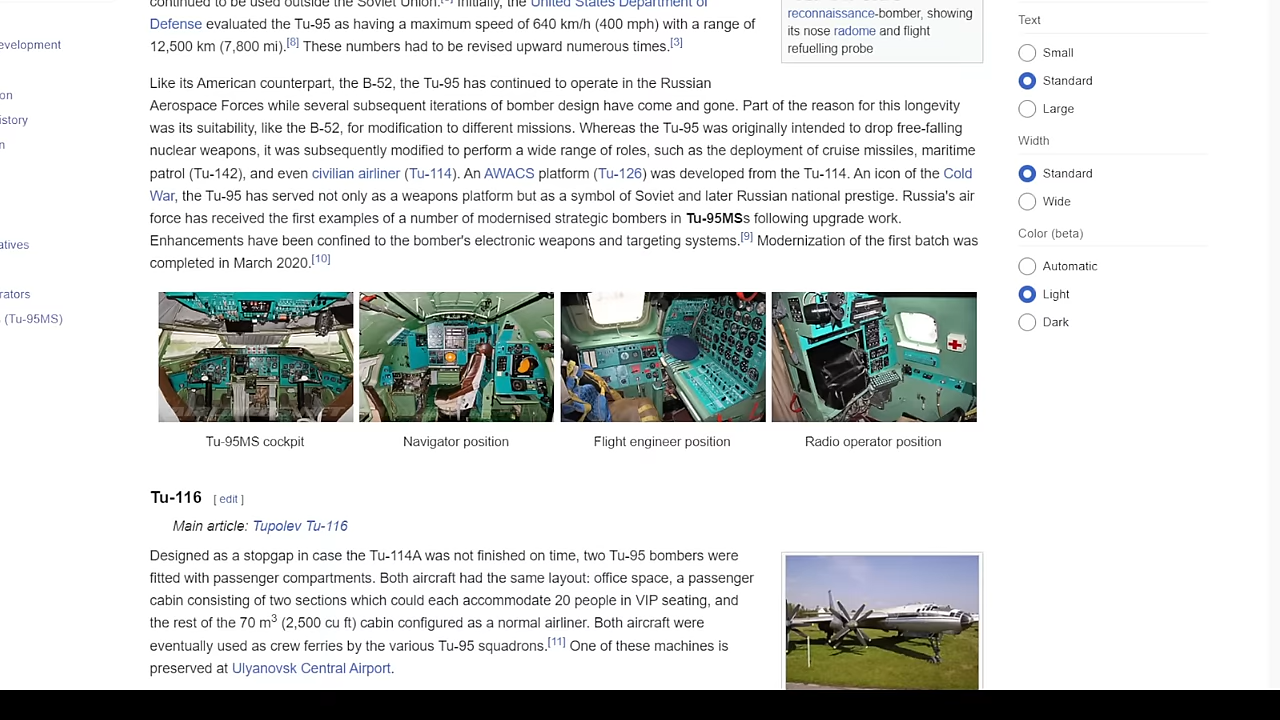 continued to be used outside the Soviet Union. Initially, the United States Department of
Defense evaluated the Tu-95 as having a maximum speed of 640 km/h (400 mph) with a range of
12,500 km (7,800 mi).[8] These numbers had to be revised upward numerous times.[3]
reconnaissance-bomber, showing
its nose radome and flight
refuelling probe
Like its American counterpart, the B-52, the Tu-95 has continued to operate in the Russian
Aerospace Forces while several subsequent iterations of bomber design have come and gone. Part of the reason for this longevity
was its suitability, like the B-52, for modification to different missions. Whereas the Tu-95 was originally intended to drop free-falling
nuclear weapons, it was subsequently modified to perform a wide range of roles, such as the deployment of cruise missiles, maritime
patrol (Tu-142), and even civilian airliner (Tu-114). An AWACS platform (Tu-126) was developed from the Tu-114. An icon of the Cold
War, the Tu-95 has served not only as a weapons platform but as a symbol of Soviet and later Russian national prestige. Russia's air
force has received the first examples of a number of modernised strategic bombers in Tu-95MSs following upgrade work.
Enhancements have been confined to the bomber's electronic weapons and targeting systems.[9] Modernization of the first batch was
completed in March 2020.[10]
Tu-95MS cockpit
Navigator position
Flight engineer position
Radio operator position
Tu-116 [ edit ]
Main article: Tupolev Tu-116
Designed as a stopgap in case the Tu-114A was not finished on time, two Tu-95 bombers were
fitted with passenger compartments. Both aircraft had the same layout: office space, a passenger
cabin consisting of two sections which could each accommodate 20 people in VIP seating, and
the rest of the 70 m³ (2,500 cu ft) cabin configured as a normal airliner. Both aircraft were
eventually used as crew ferries by the various Tu-95 squadrons.[11] One of these machines is
preserved at Ulyanovsk Central Airport.
evelopment
on
istory
n
atives
rators
(Tu-95MS)
Text
Small
Standard
Large
Width
Standard
Wide
Color (beta)
Automatic
Light
Dark